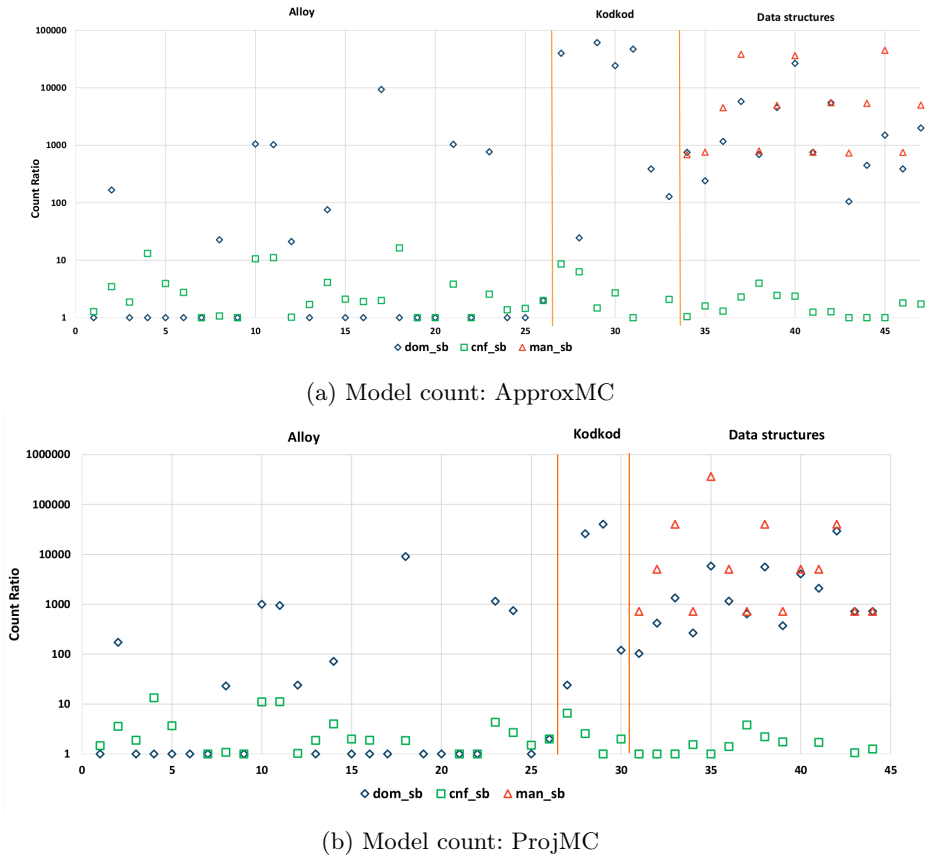 Alloy Kodkod Data structures
100000
10000
1000
100
10
1
Count Ratio
0 5 10 15 20 25 30 35 40 45
dom_sb cnf_sb man_sb
(a) Model count: ApproxMC
Alloy Kodkod Data structures
1000000
100000
10000
1000
100
10
1
Count Ratio
0 5 10 15 20 25 30 35 40 45
dom_sb cnf_sb man_sb
(b) Model count: ProjMC